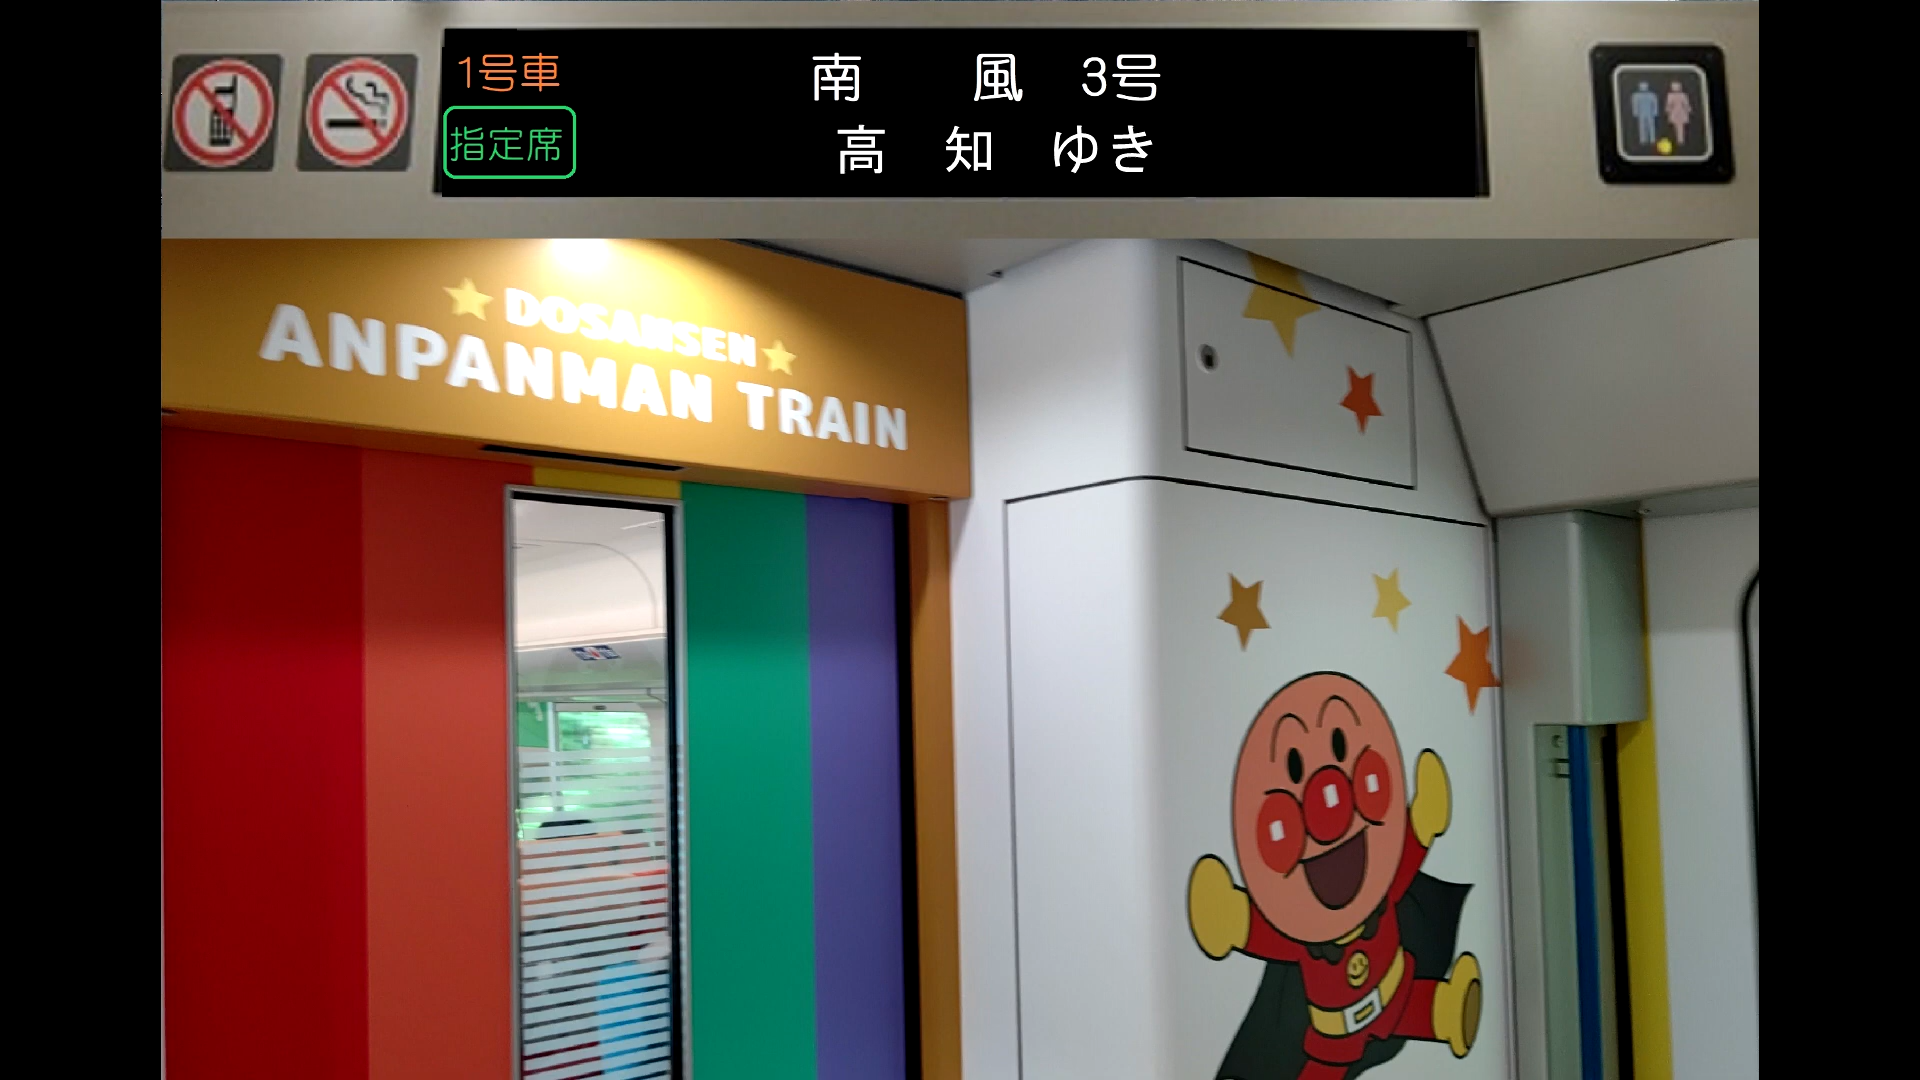 1号車 南 風 3号
指定席 高 知 ゆき
DOSANSEN
ANPANMAN TRAIN